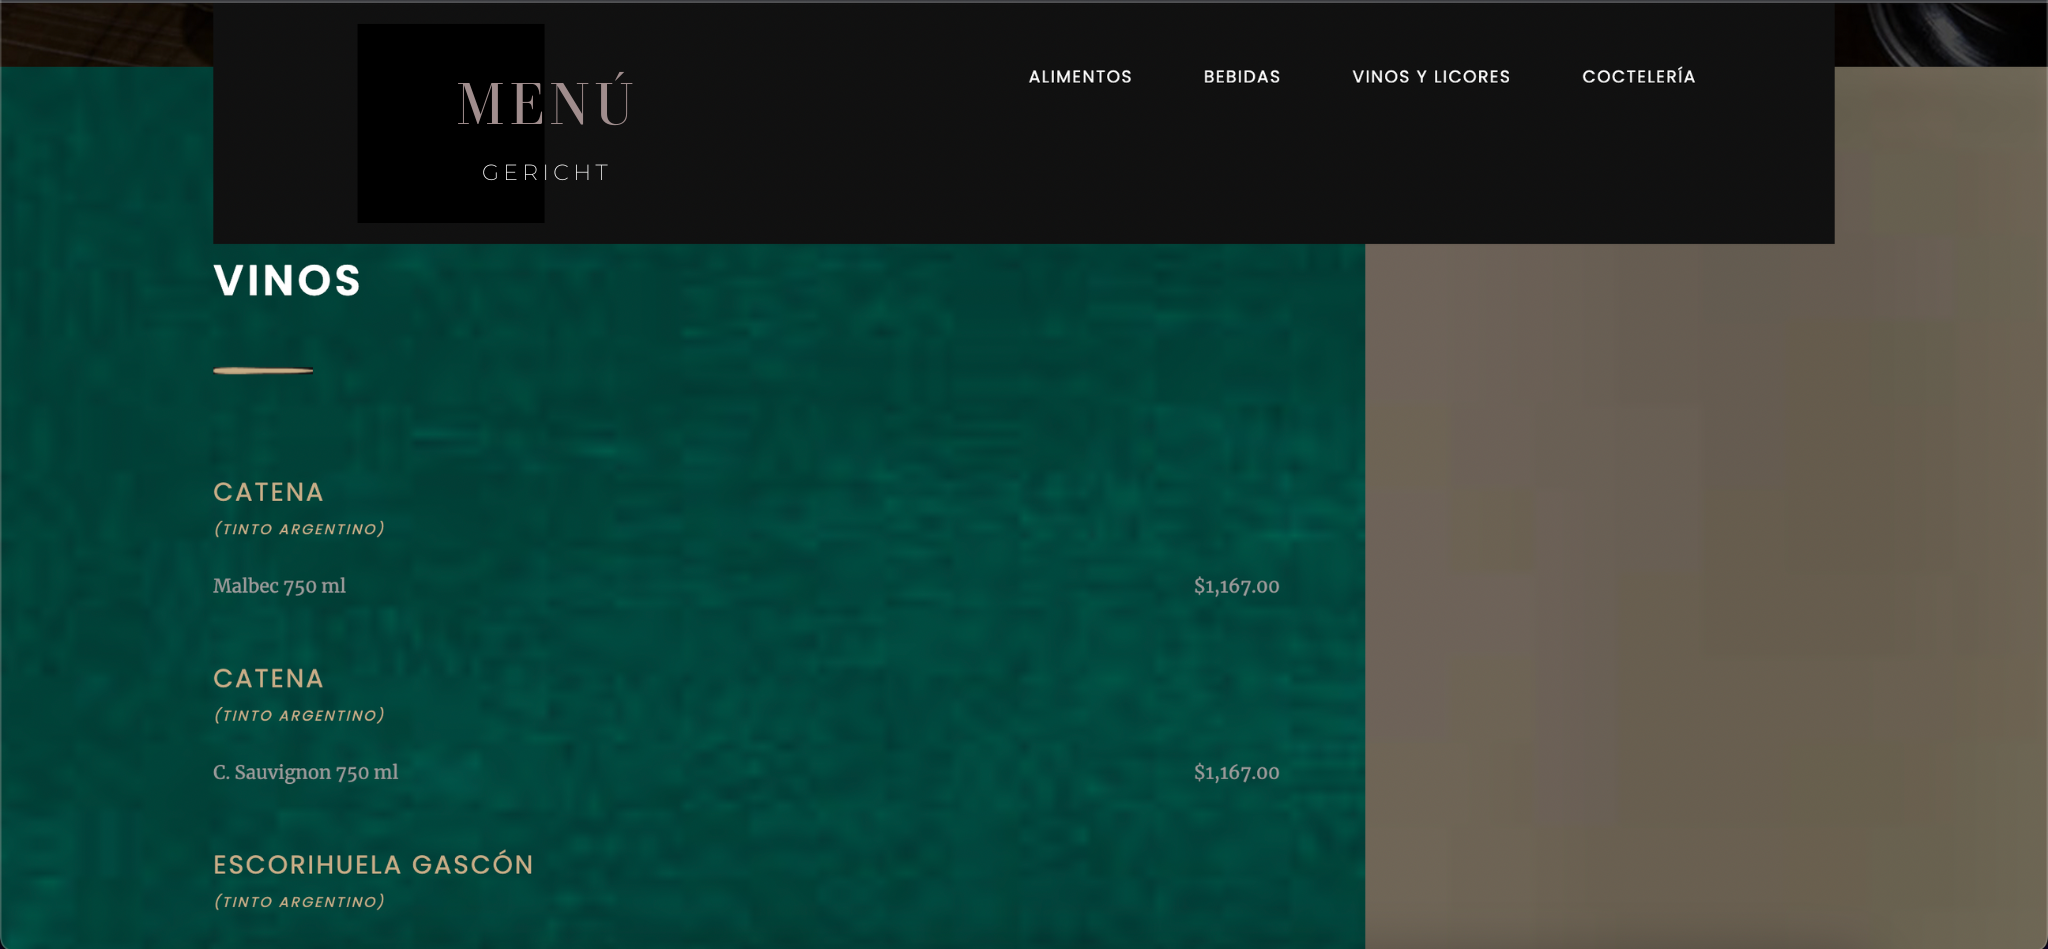 MENÚ
GERICHT
ALIMENTOS
BEBIDAS
VINOS Y LICORES
COCTELERÍA
VINOS
CATENA
(TINTO ARGENTINO)
Malbec 750 ml $1,167.00
CATENA
(TINTO ARGENTINO)
C. Sauvignon 750 ml $1,167.00
ESCORIHUELA GASCÓN
(TINTO ARGENTINO)